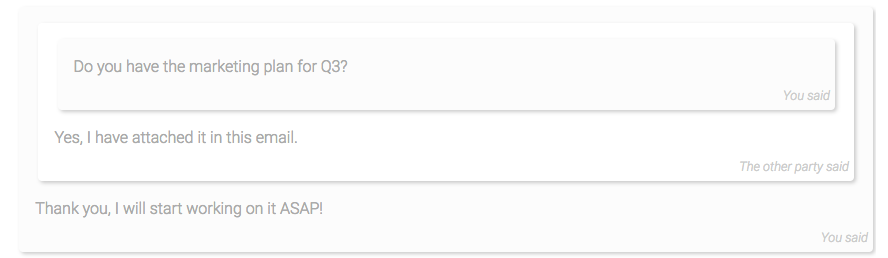 Do you have the marketing plan for Q3?
You said
Yes, I have attached it in this email.
The other party said
Thank you, I will start working on it ASAP!
You said